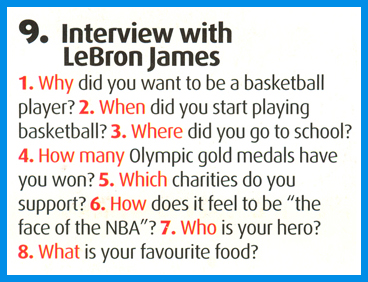 9. Interview with
LeBron James
1. Why did you want to be a basketball
player? 2. When did you start playing
basketball? 3. Where did you go to school?
4. How many Olympic gold medals have
you won? 5. Which charities do you
support? 6. How does it feel to be “the
face of the NBA”? 7. Who is your hero?
8. What is your favourite food?